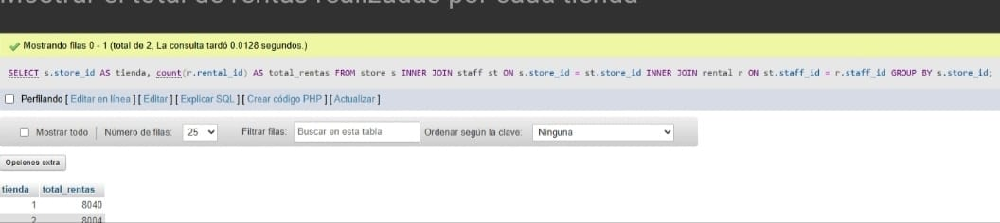 Mostrar el total de rentas realizadas por cada tienda
Mostrando filas 0 - 1 (total de 2, La consulta tardó 0.0128 segundos.)
SELECT s.store_id AS tienda, count(r.rental_id) AS total_rentas FROM store s INNER JOIN staff st ON s.store_id = st.store_id INNER JOIN rental r ON st.staff_id = r.staff_id GROUP BY s.store_id;
Perfilando [ Editar en línea ] [ Editar ] [ Explicar SQL ] [ Crear código PHP ] [ Actualizar ]
Mostrar todo | Número de filas: 25 Filtrar filas: Buscar en esta tabla Ordenar según la clave: Ninguna
Opciones extra
tienda total_rentas
1 8040
2 8004